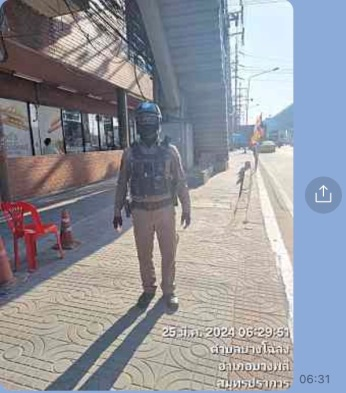 25 มี.ค. 2024 06:29:51
ตำบลบางโฉลง
อำเภอบางพลี
สมุทรปราการ
06:31